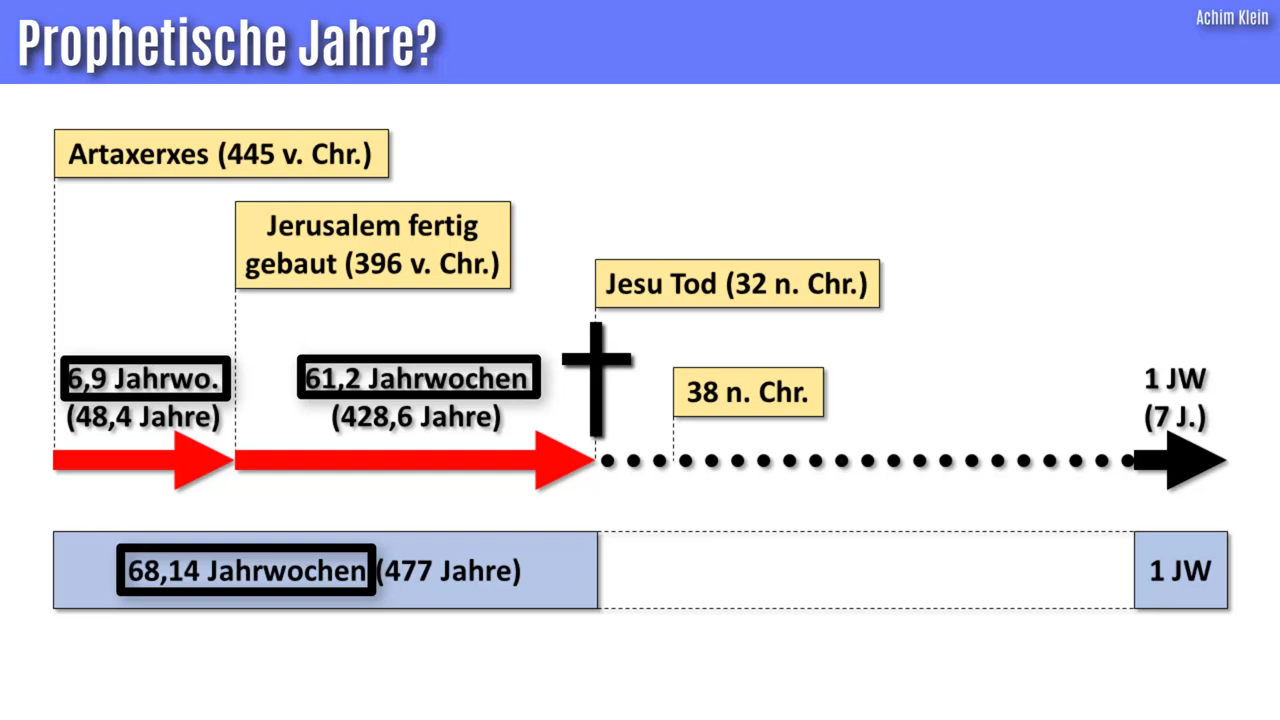 Prophetische Jahre?
Achim Klein
Artaxerxes (445 v. Chr.)
Jerusalem fertig
gebaut (396 v. Chr.)
Jesu Tod (32 n. Chr.)
38 n. Chr.
6,9 Jahrwo.
(48,4 Jahre)
61,2 Jahrwochen
(428,6 Jahre)
1 JW
(7 J.)
68,14 Jahrwochen (477 Jahre)
1 JW